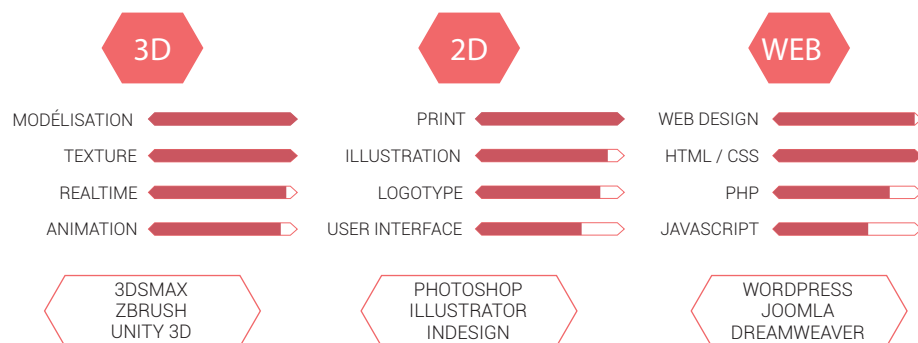 3D
MODÉLISATION
TEXTURE
REALTIME
ANIMATION
3DSMAX
ZBRUSH
UNITY 3D
2D
PRINT
ILLUSTRATION
LOGOTYPE
USER INTERFACE
PHOTOSHOP
ILLUSTRATOR
INDESIGN
WEB
WEB DESIGN
HTML / CSS
PHP
JAVASCRIPT
WORDPRESS
JOOMLA
DREAMWEAVER